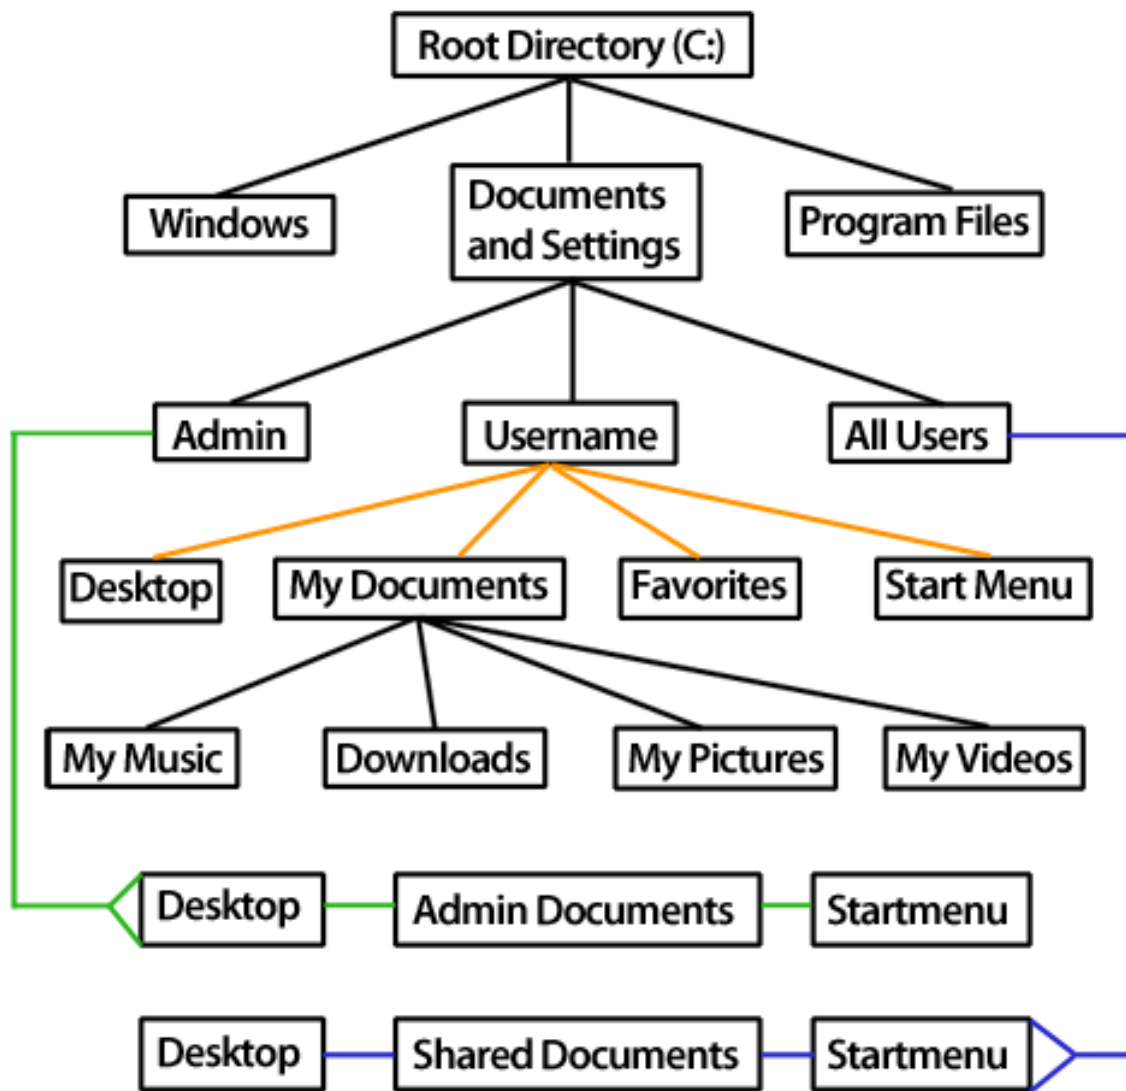 Root Directory (C:)
Windows
Documents
and Settings
Program Files
Admin
Username
All Users
Desktop
My Documents
Favorites
Start Menu
My Music
Downloads
My Pictures
My Videos
Desktop
Admin Documents
Startmenu
Desktop
Shared Documents
Startmenu